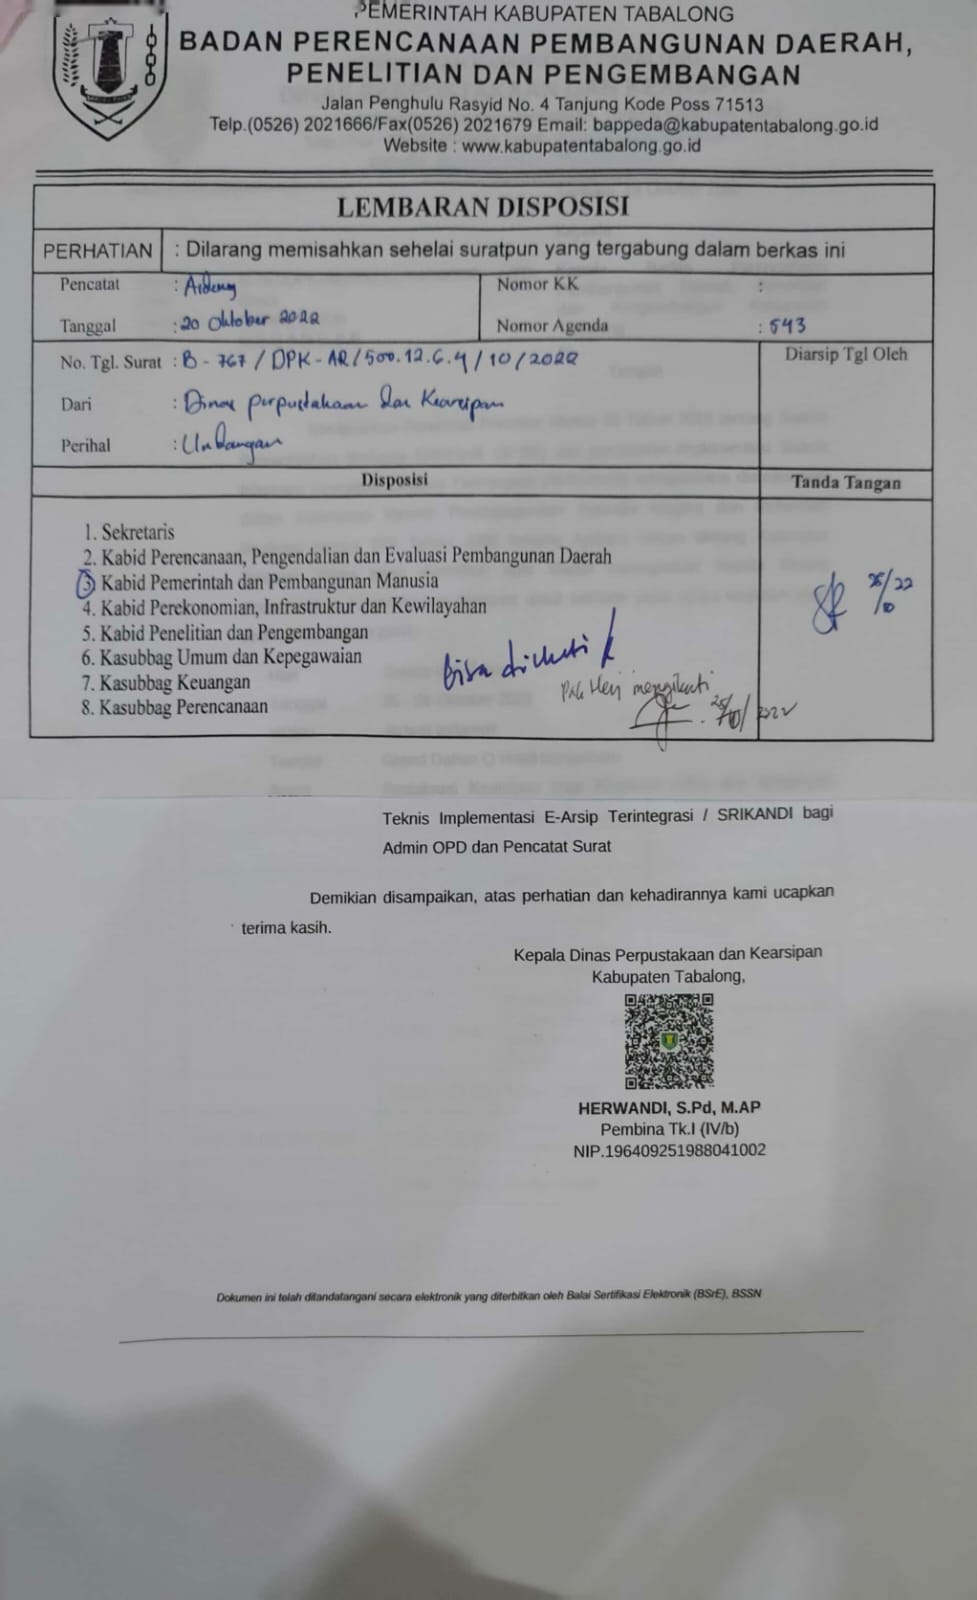 PEMERINTAH KABUPATEN TABALONG
BADAN PERENCANAAN PEMBANGUNAN DAERAH,
PENELITIAN DAN PENGEMBANGAN
Jalan Penghulu Rasyid No. 4 Tanjung Kode Poss 71513
Telp.(0526) 2021666/Fax(0526) 2021679 Email: bappeda@kabupatentabalong.go.id
Website : www.kabupatentabalong.go.id
LEMBARAN DISPOSISI
PERHATIAN : Dilarang memisahkan sehelai suratpun yang tergabung dalam berkas ini
Pencatat :
Nomor KK :
Tanggal : 20 Oktober 2022
Nomor Agenda : 543
No. Tgl. Surat : B - 767 / DPK - AR / 500.12.6.4 / 10 / 2022
Diarsip Tgl Oleh
Dari : Dinas perpustakaan dan Kearsipan
Perihal : Undangan
Disposisi
Tanda Tangan
1. Sekretaris
2. Kabid Perencanaan, Pengendalian dan Evaluasi Pembangunan Daerah
3. Kabid Pemerintah dan Pembangunan Manusia
4. Kabid Perekonomian, Infrastruktur dan Kewilayahan
5. Kabid Penelitian dan Pengembangan
6. Kasubbag Umum dan Kepegawaian
7. Kasubbag Keuangan
8. Kasubbag Perencanaan
Bisa diikuti
Pak Heri mengikuti
Teknis Implementasi E-Arsip Terintegrasi / SRIKANDI bagi
Admin OPD dan Pencatat Surat
Demikian disampaikan, atas perhatian dan kehadirannya kami ucapkan
terima kasih.
Kepala Dinas Perpustakaan dan Kearsipan
Kabupaten Tabalong,
HERWANDI, S.Pd, M.AP
Pembina Tk.I (IV/b)
NIP.196409251988041002
Dokumen ini telah ditandatangani secara elektronik yang diterbitkan oleh Balai Sertifikasi Elektronik (BSrE), BSSN